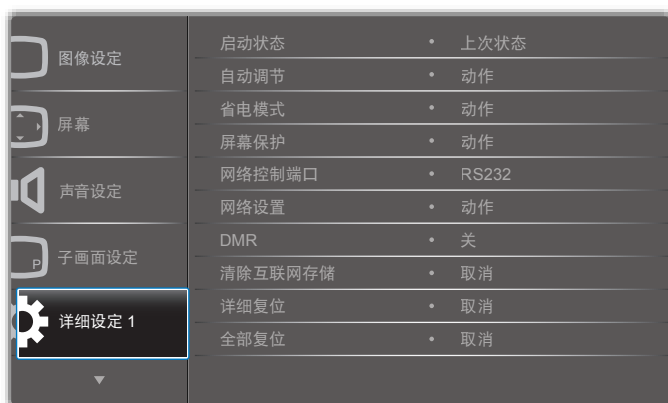 图像设定
屏幕
声音设定
P
子画面设定
详细设定 1
启动状态 • 上次状态
自动调节 • 动作
省电模式 • 动作
屏幕保护 • 动作
网络控制端口 • RS232
网络设置 • 动作
DMR • 关
清除互联网存储 • 取消
详细复位 • 取消
全部复位 • 取消